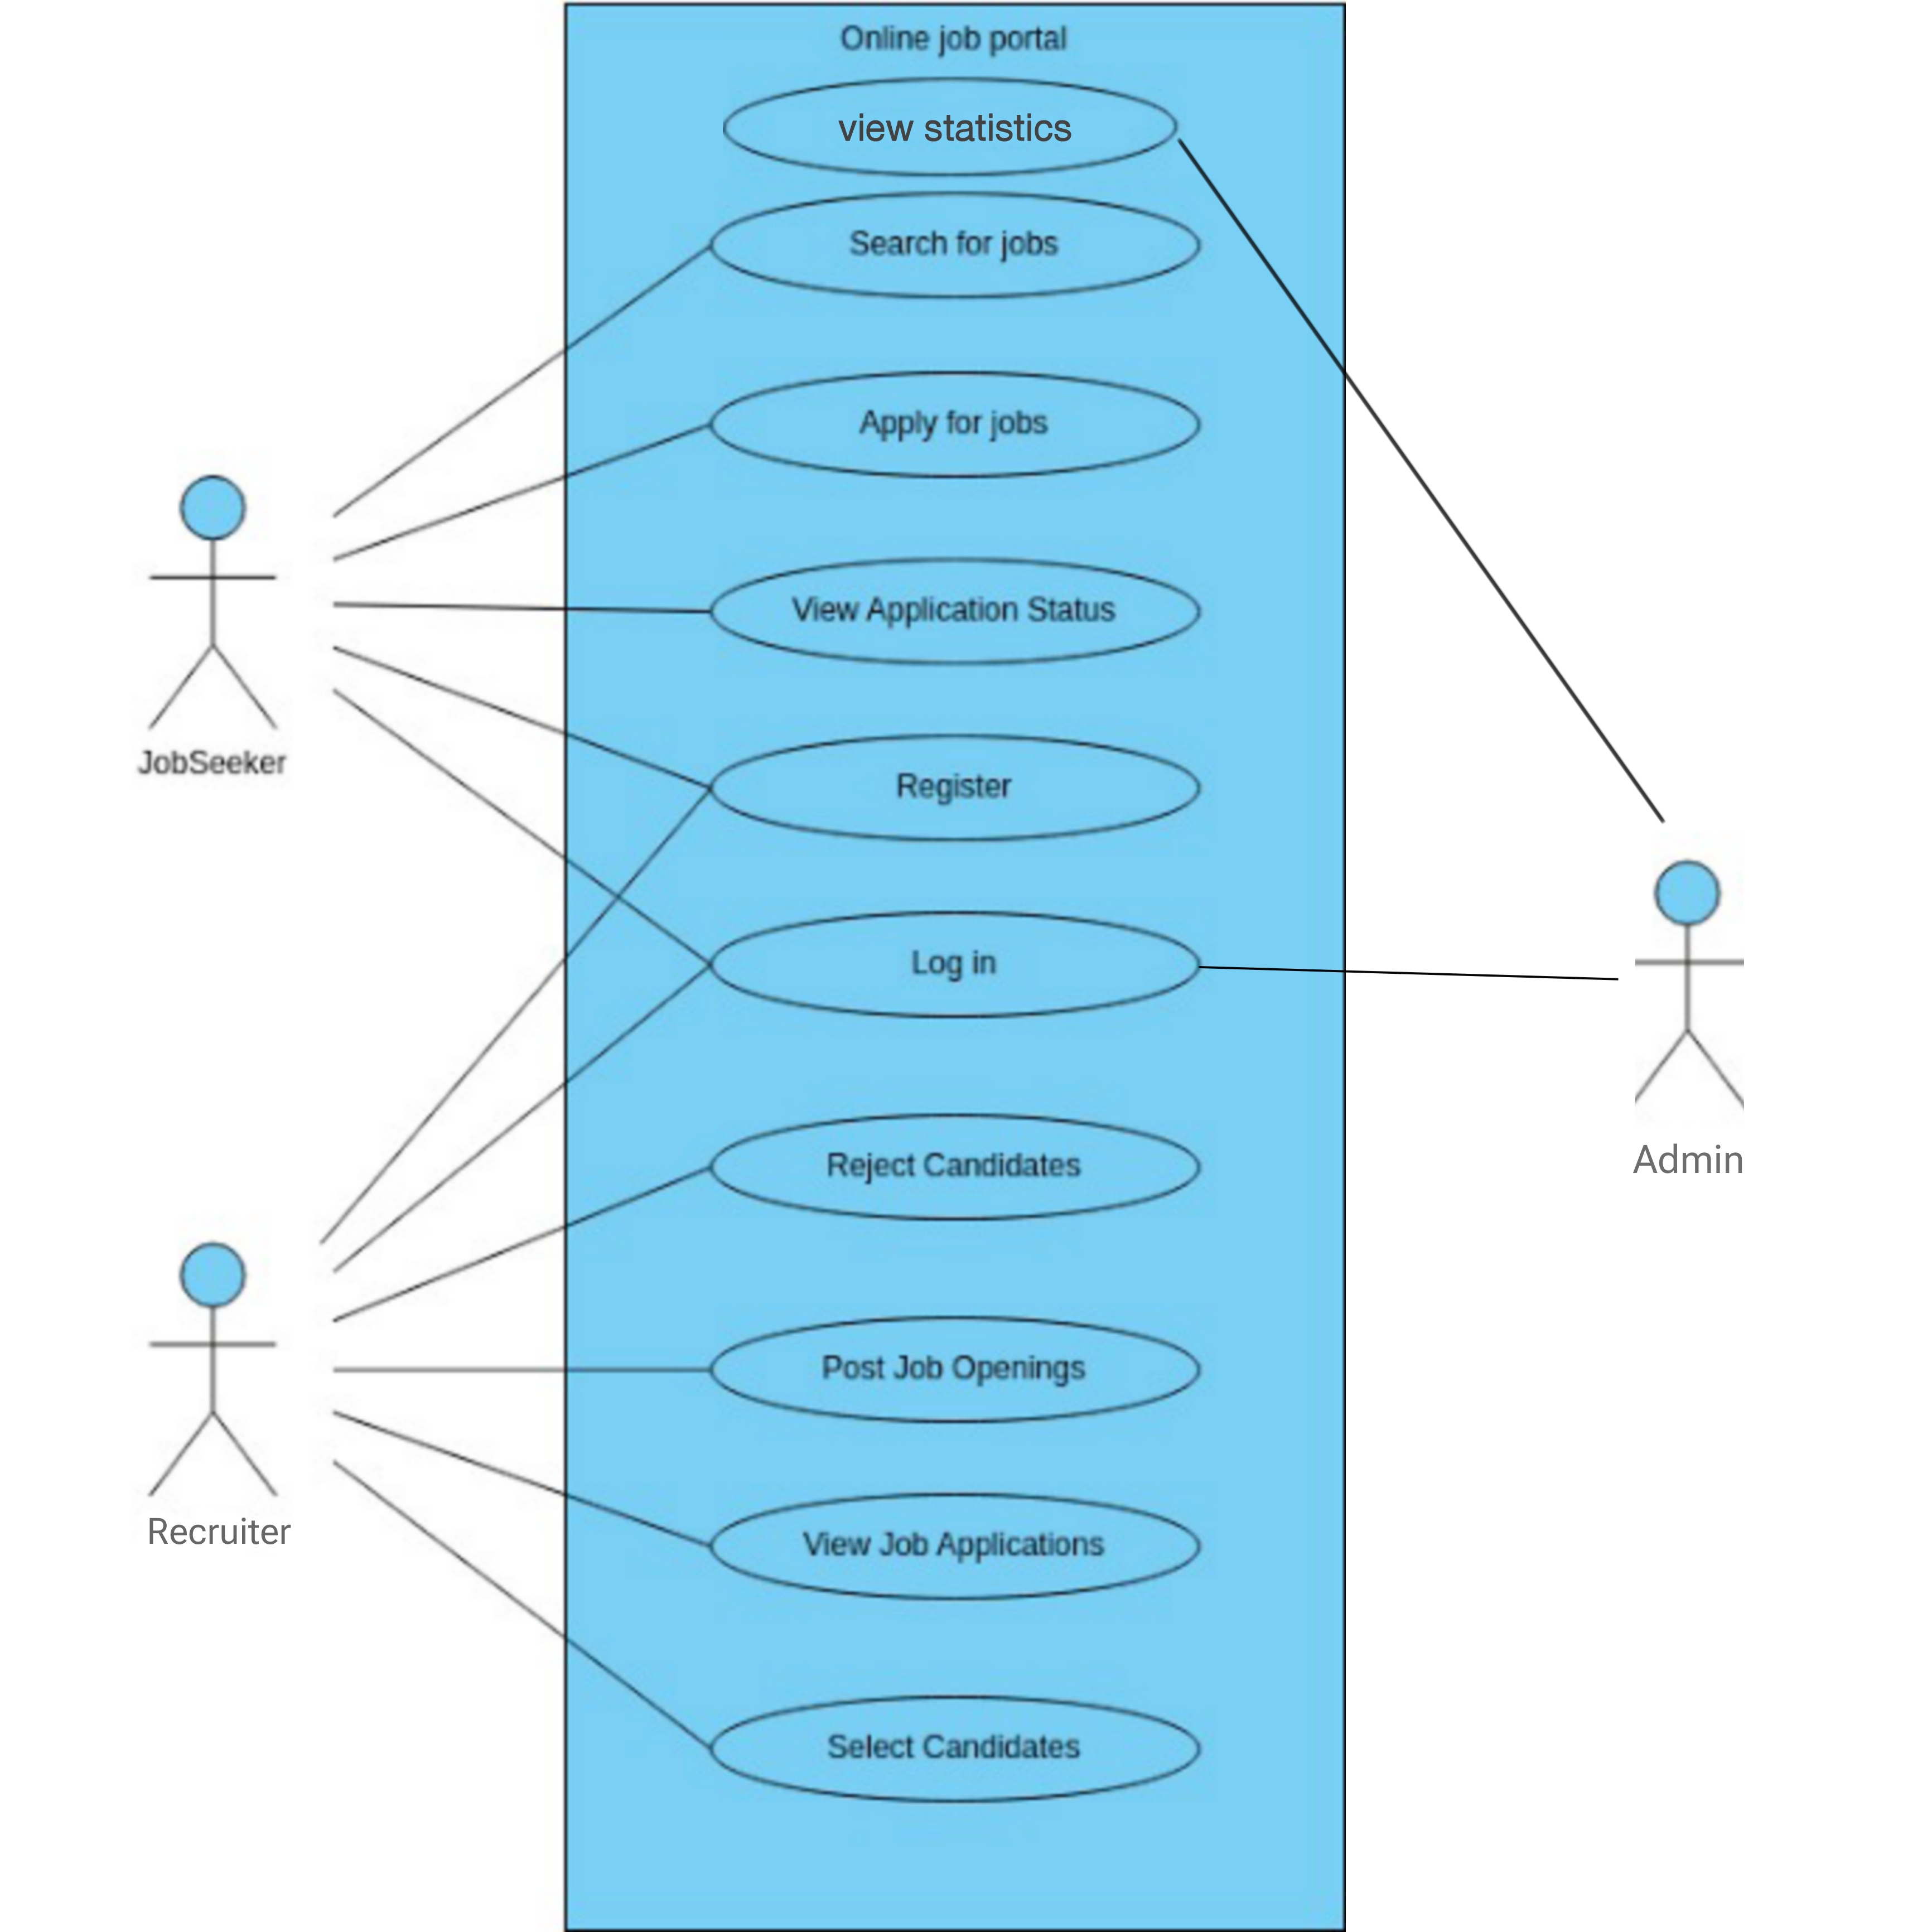 Online job portal
view statistics
Search for jobs
Apply for jobs
View Application Status
JobSeeker
Register
Log in
Admin
Reject Candidates
Post Job Openings
Recruiter
View Job Applications
Select Candidates